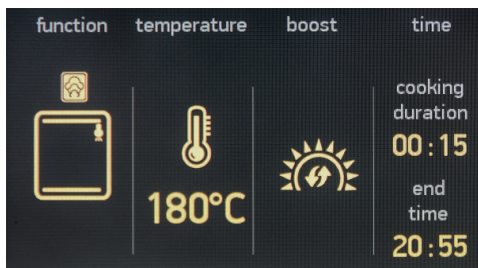 function temperature boost time
cooking
duration
00:15
180°C
end
time
20:55